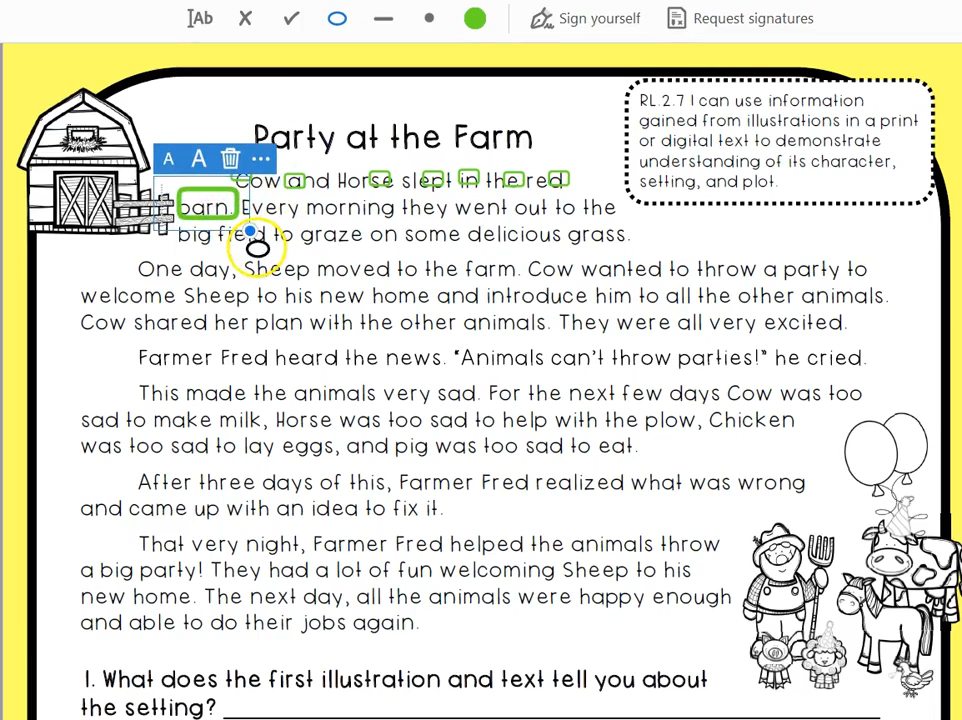 Ab
Sign yourself
Request signatures
RL.2.7 I can use information
gained from illustrations in a print
or digital text to demonstrate
understanding of its character,
setting, and plot.
Party at the Farm
A A
Cow and Horse slept in the red
barn. Every morning they went out to the
big field to graze on some delicious grass.
One day, Sheep moved to the farm. Cow wanted to throw a party to
welcome Sheep to his new home and introduce him to all the other animals.
Cow shared her plan with the other animals. They were all very excited.
Farmer Fred heard the news. “Animals can’t throw parties!” he cried.
This made the animals very sad. For the next few days Cow was too
sad to make milk, Horse was too sad to help with the plow, Chicken
was too sad to lay eggs, and pig was too sad to eat.
After three days of this, Farmer Fred realized what was wrong
and came up with an idea to fix it.
That very night, Farmer Fred helped the animals throw
a big party! They had a lot of fun welcoming Sheep to his
new home. The next day, all the animals were happy enough
and able to do their jobs again.
1. What does the first illustration and text tell you about
the setting?